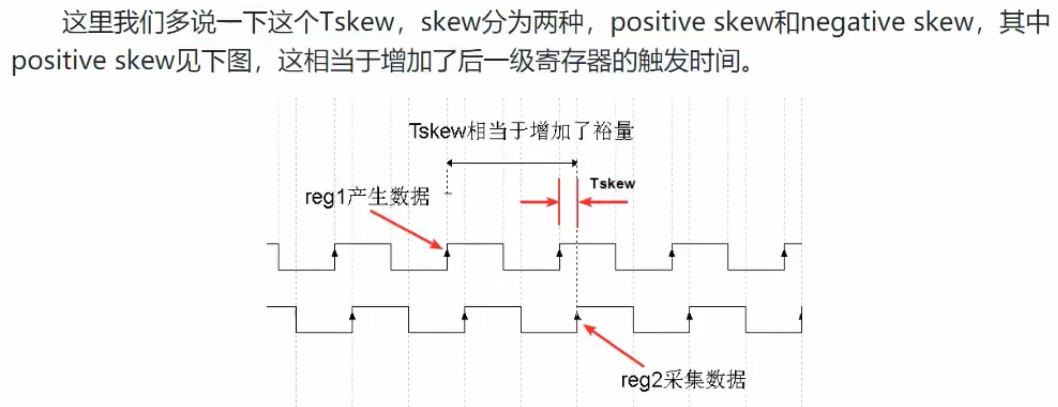 这里我们多说一下这个Tskew，skew分为两种，positive skew和negative skew，其中
positive skew见下图，这相当于增加了后一级寄存器的触发时间。
Tskew相当于增加了裕量
Tskew
reg1产生数据
reg2采集数据